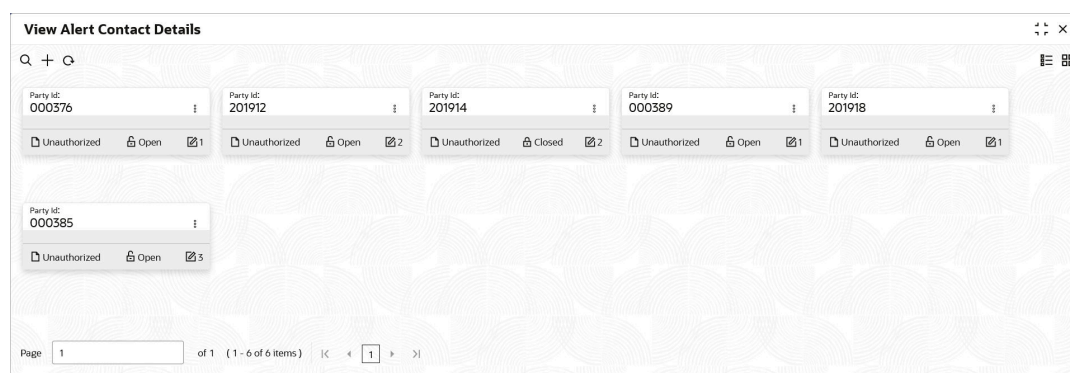 View Alert Contact Details
Party Id: Party Id: Party Id: Party Id: Party Id:
000376 201912 201914 000389 201918
Unauthorized Open 1 Unauthorized Open 2 Unauthorized Closed 2 Unauthorized Open 1 Unauthorized Open 1
Party Id:
000385
Unauthorized Open 3
Page 1 of 1 (1 - 6 of 6 items) 1